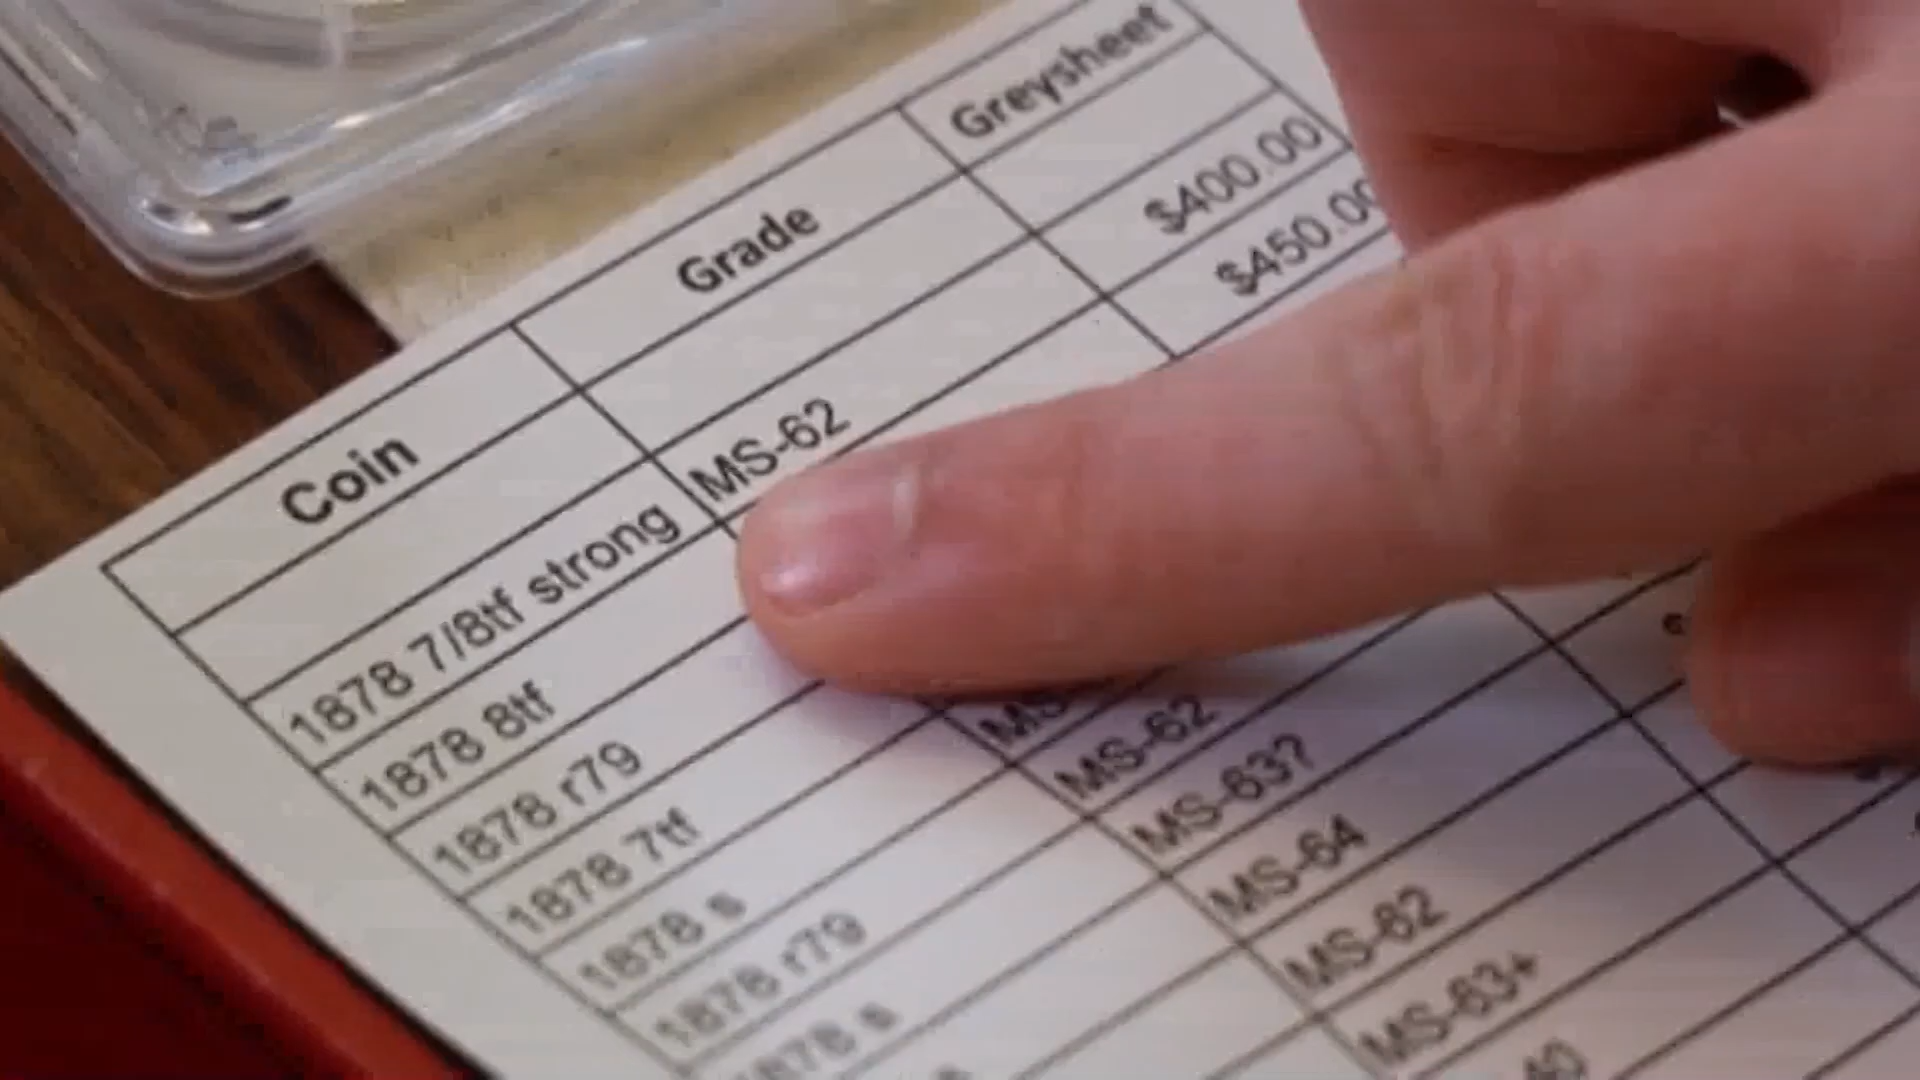 Coin Grade Greysheet
1878 7/8tf strong MS-62 $400.00
1878 8tf $450.00
1878 r79
1878 7tf
1878 s
1878 r79 MS-62
1878 s MS-63?
MS-64
MS-62
MS-63+